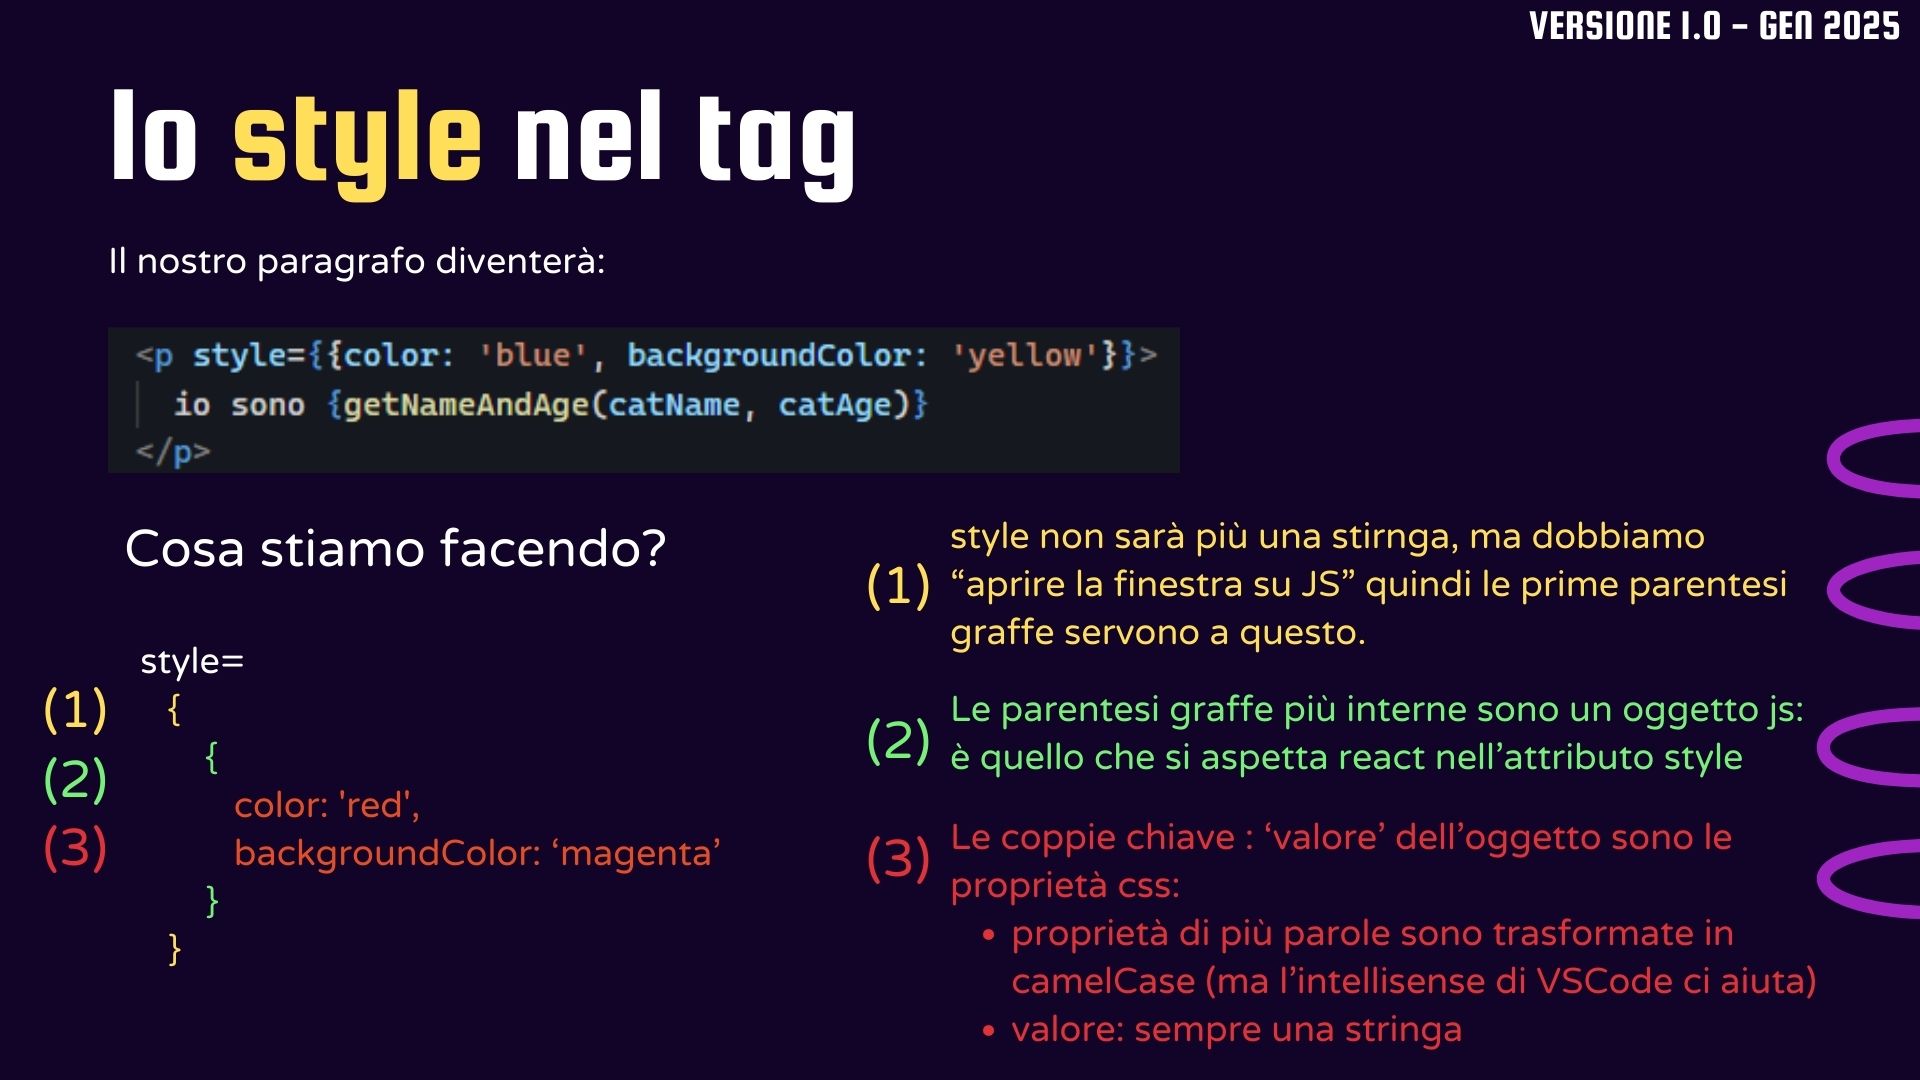 VERSIONE 1.0 - GEN 2025
lo style nel tag
Il nostro paragrafo diventerà:
<p style={{color: 'blue', backgroundColor: 'yellow'}}>
io sono {getNameAndAge(catName, catAge)}
</p>
Cosa stiamo facendo?
style=
(1) {
(2) {
color: 'red',
(3) backgroundColor: ‘magenta’
}
}
(1) style non sarà più una stirnga, ma dobbiamo
“aprire la finestra su JS” quindi le prime parentesi
graffe servono a questo.
(2) Le parentesi graffe più interne sono un oggetto js:
è quello che si aspetta react nell’attributo style
(3) Le coppie chiave : ‘valore’ dell’oggetto sono le
proprietà css:
• proprietà di più parole sono trasformate in
camelCase (ma l’intellisense di VSCode ci aiuta)
• valore: sempre una stringa